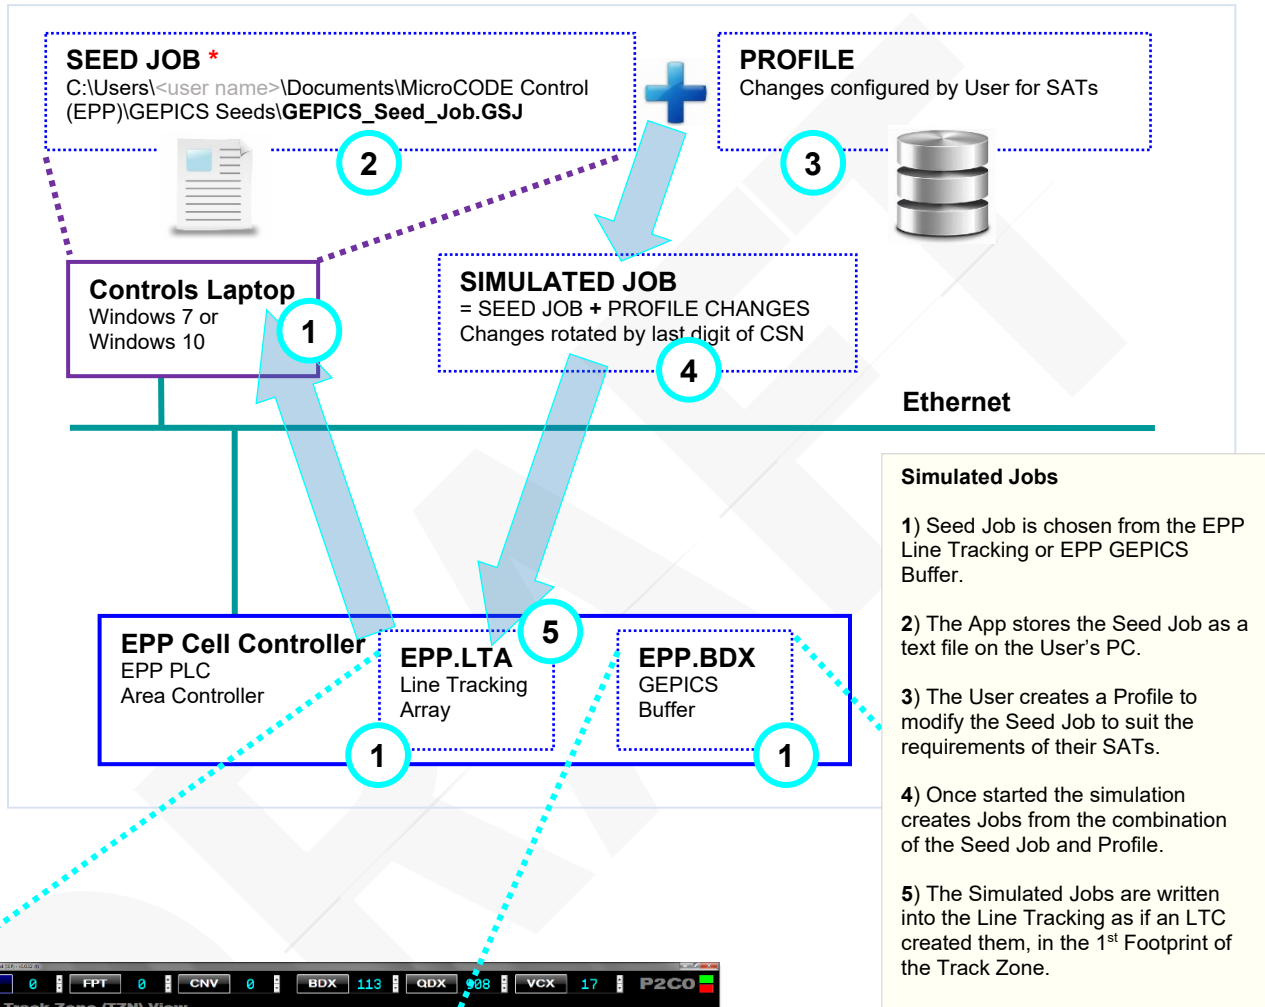 SEED JOB *
C:\Users\<user name>\Documents\MicroCODE Control
(EPP)\GEPICS Seeds\GEPICS_Seed_Job.GSJ
2
PROFILE
Changes configured by User for SATs
3
Controls Laptop
Windows 7 or
Windows 10
1
SIMULATED JOB
= SEED JOB + PROFILE CHANGES
Changes rotated by last digit of CSN
4
Ethernet
EPP Cell Controller
EPP PLC
Area Controller
EPP.LTA
Line Tracking
Array
5
1
EPP.BDX
GEPICS
Buffer
1
Simulated Jobs
1) Seed Job is chosen from the EPP
Line Tracking or EPP GEPICS
Buffer.
2) The App stores the Seed Job as a
text file on the User's PC.
3) The User creates a Profile to
modify the Seed Job to suit the
requirements of their SATs.
4) Once started the simulation
creates Jobs from the combination
of the Seed Job and Profile.
5) The Simulated Jobs are written
into the Line Tracking as if an LTC
created them, in the 1st Footprint of
the Track Zone.
0 FPT 0 CNV 0 BDX 113 QDX 908 VCX 17 P2C0
Track Zone (TZN) View
DRAFT